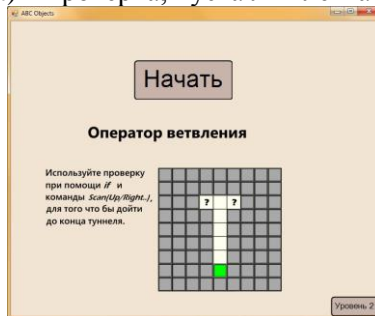 ABC Objects
Начать
Оператор ветвления
Используйте проверку
при помощи if и
команды Scan(Up/Right..),
для того что бы дойти
до конца туннеля.
? ?
Уровень 2